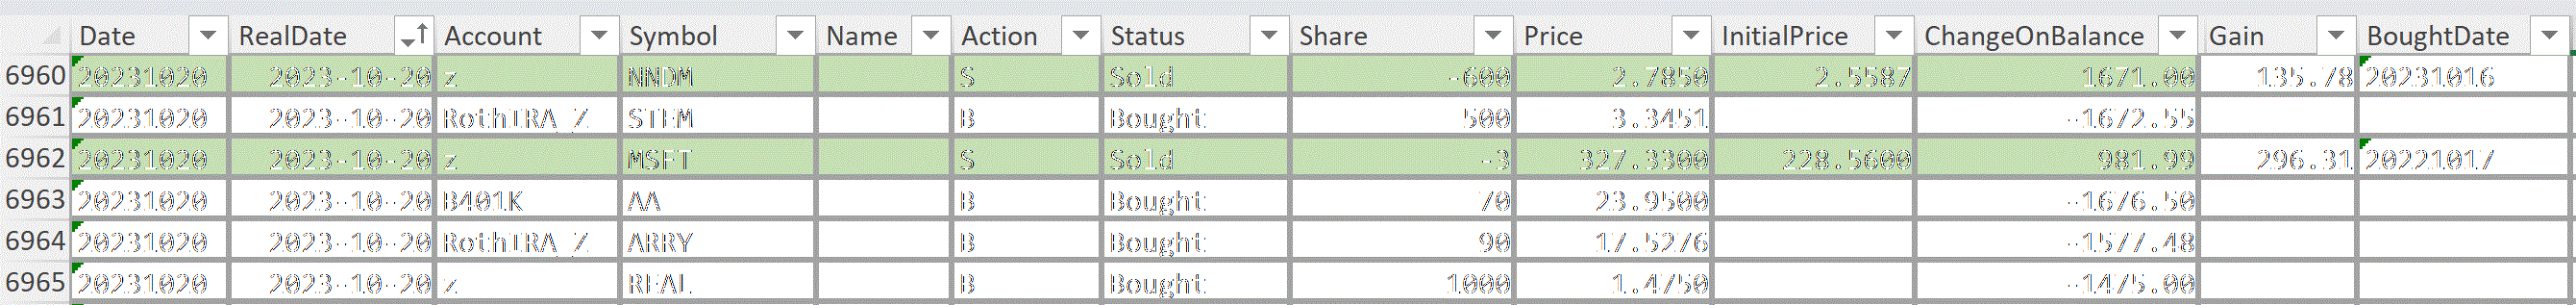 Date RealDate Account Symbol Name Action Status Share Price InitialPrice ChangeOnBalance Gain BoughtDate
6960 20231020 2023-10-20 z NNDM S Sold -600 2.7850 2.5587 1671.00 135.78 20231016
6961 20231020 2023-10-20 RothIRA_Z STEM B Bought 500 3.3451 -1672.55
6962 20231020 2023-10-20 z MSFT S Sold -3 327.3300 228.5600 981.99 296.31 20221017
6963 20231020 2023-10-20 B401K AA B Bought 70 23.9500 -1676.50
6964 20231020 2023-10-20 RothIRA_Z ARRY B Bought 90 17.5276 -1577.48
6965 20231020 2023-10-20 z REAL B Bought 1000 1.4750 -1475.00